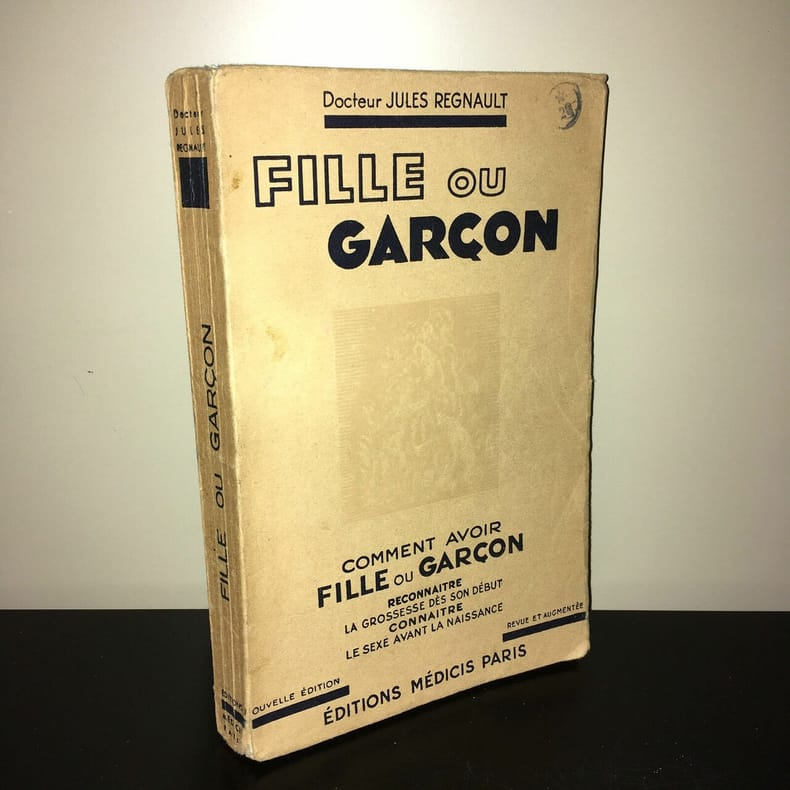 Docteur JULES REGNAULT
FILLE OU
GARÇON
COMMENT AVOIR
FILLE OU GARÇON
RECONNAITRE
LA GROSSESSE DÈS SON DÉBUT
CONNAITRE
LE SEXE AVANT LA NAISSANCE
REVUE ET AUGMENTÉE
OUVELLE ÉDITION
ÉDITIONS MÉDICIS PARIS
Docteur
JULES
REGNAULT
FILLE OU GARÇON